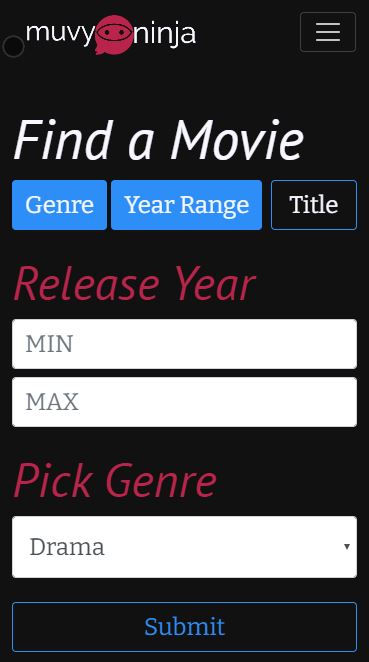 muvy ninja
Find a Movie
Genre Year Range Title
Release Year
MIN
MAX
Pick Genre
Drama
Submit